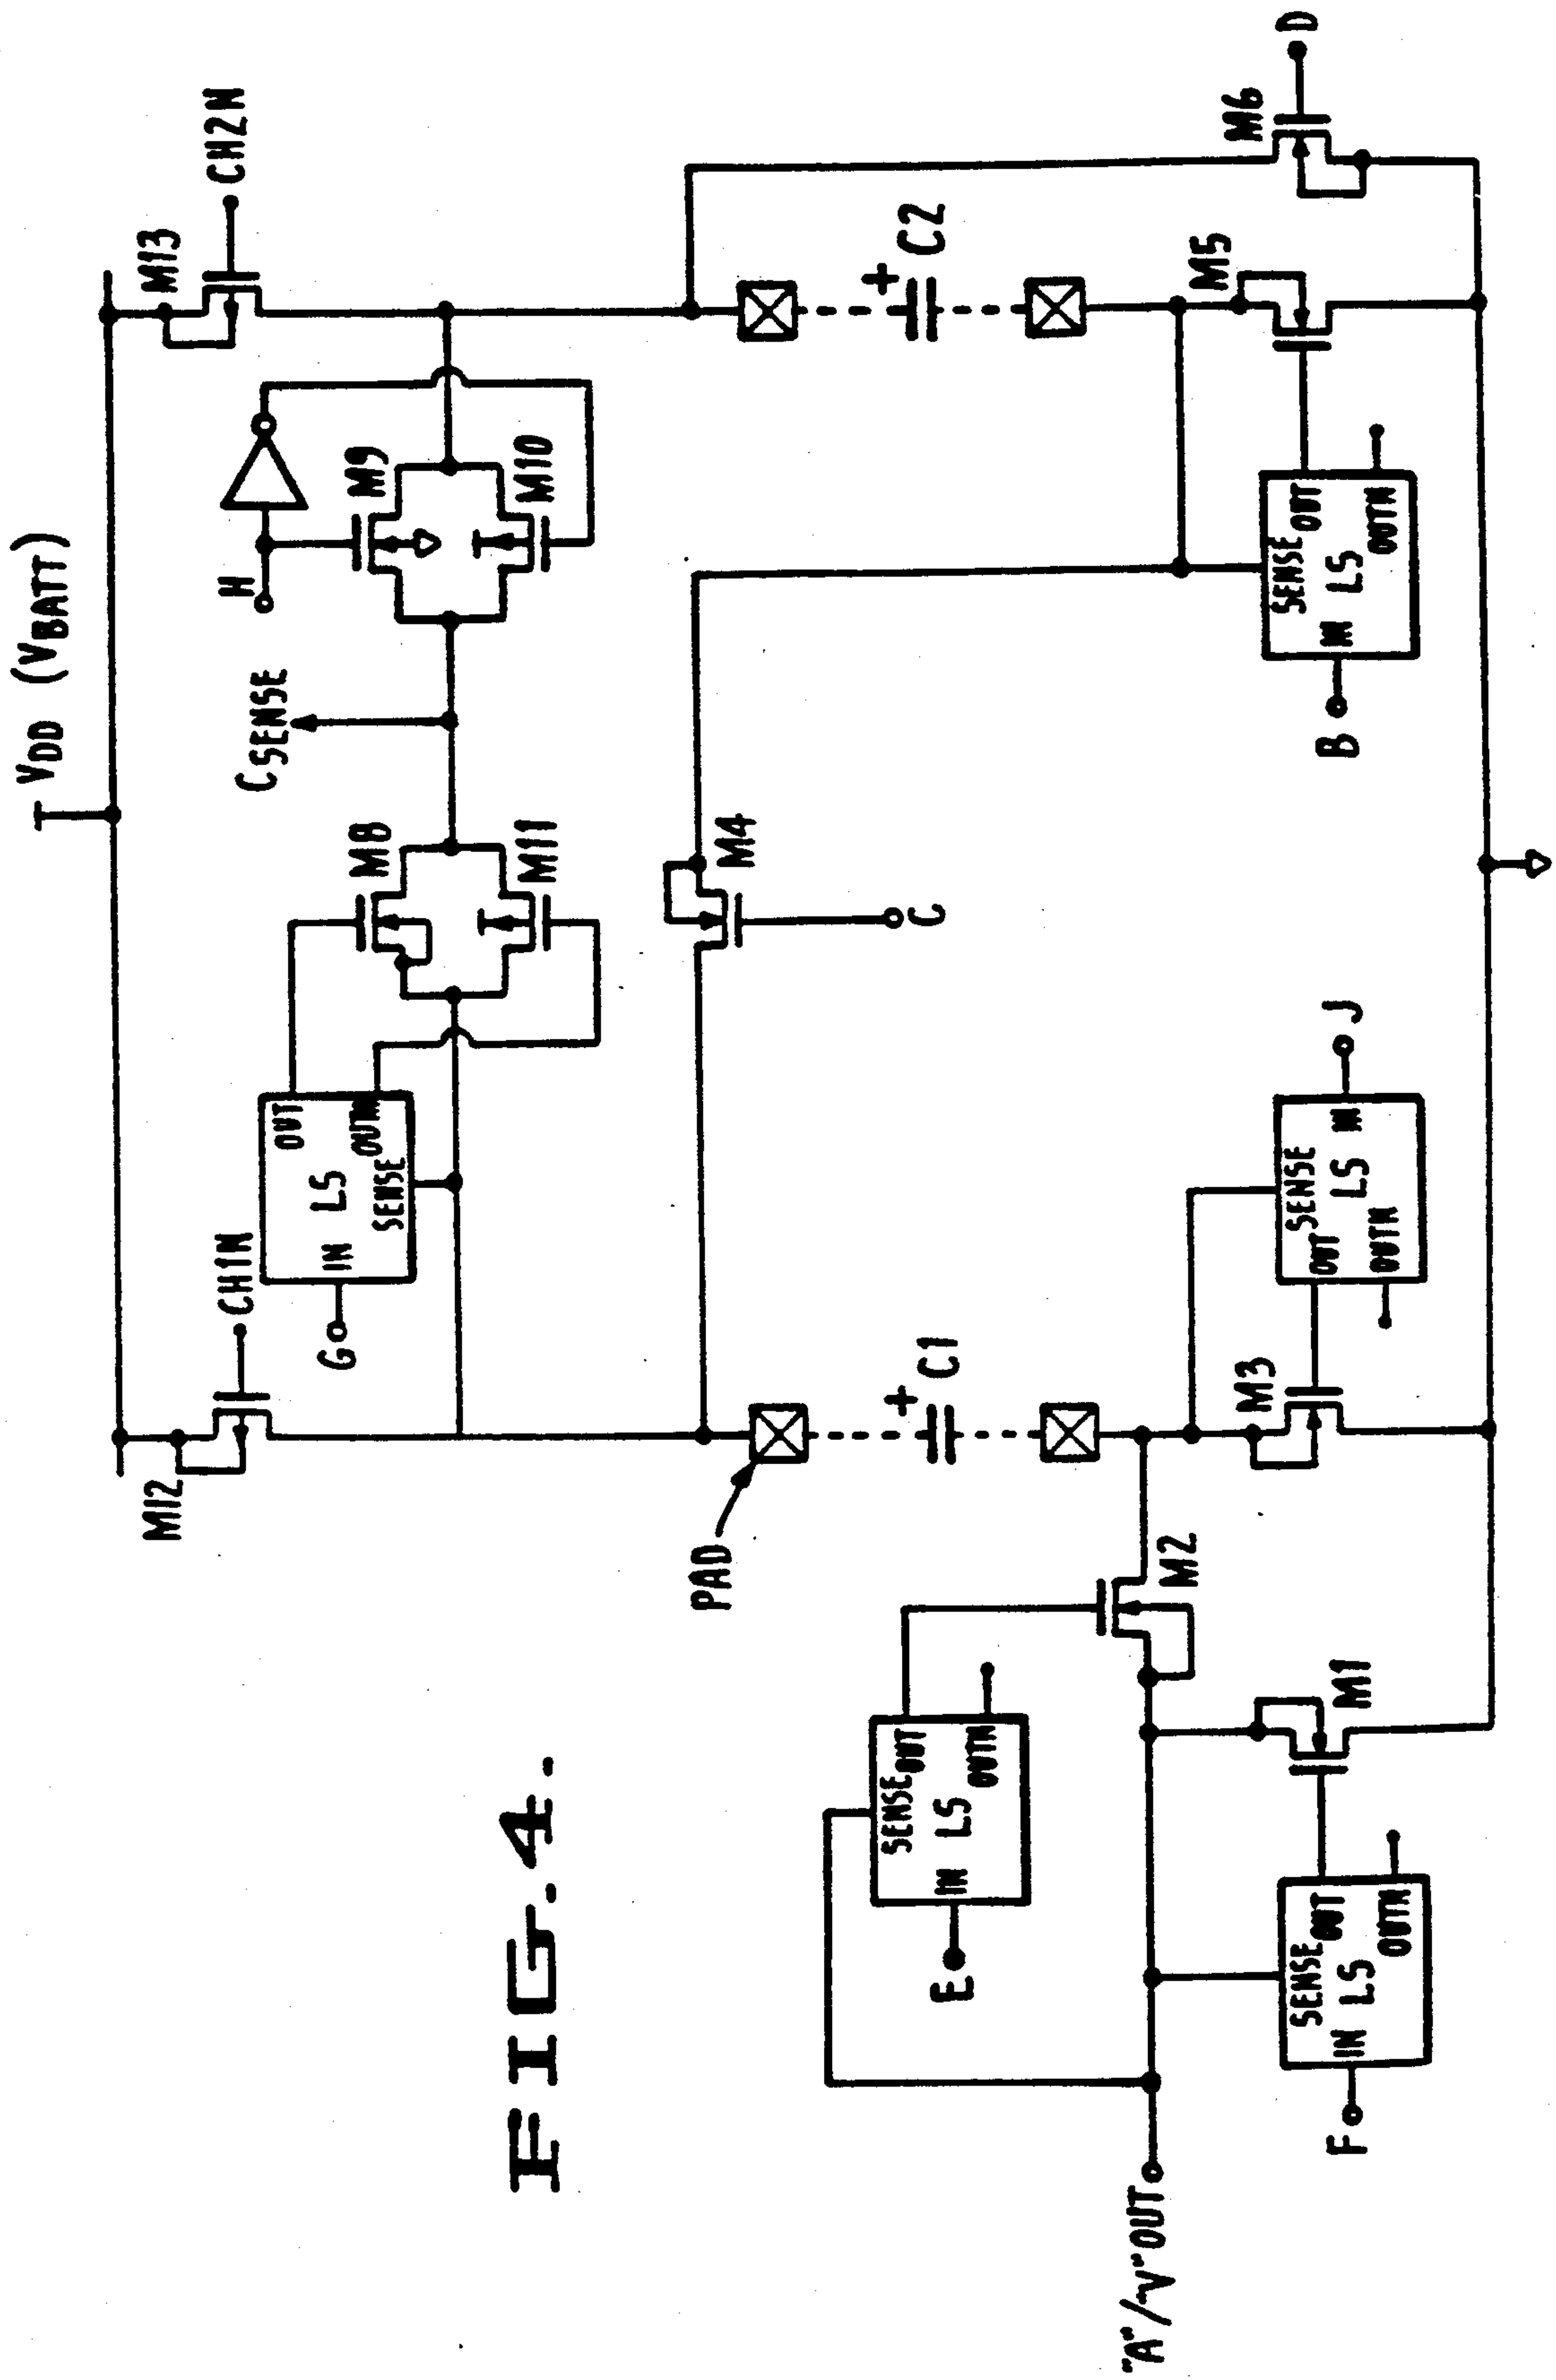 VDD (VBATT)
M12
CH1N
M13
CH2N
G
IN
LS
OUT
OUTN
SENSE
M8
M11
CSENSE
H
M9
M10
M4
C
PAD
+
C1
+
C2
E
IN
LS
SENSE
OUT
OUTN
M2
M3
SENSE
OUT
LS
IN
OUTN
J
B
IN
LS
SENSE
OUT
OUTN
M5
M6
D
"A"/"V" OUT
F
IN
LS
SENSE
OUT
OUTN
M1
FIG. 4.